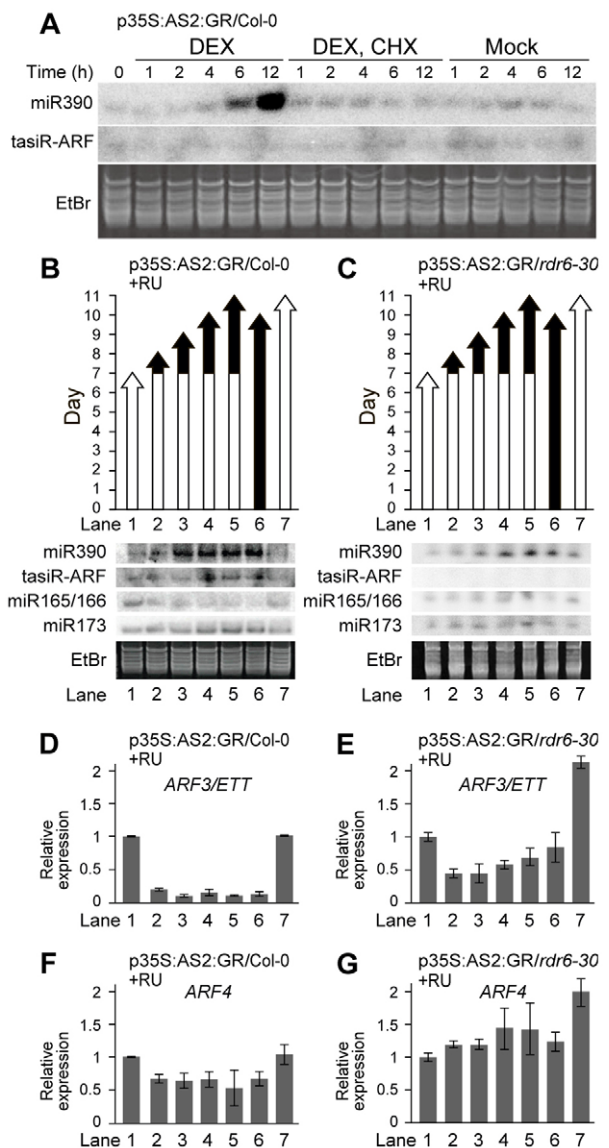 A p35S:AS2:GR/Col-0
DEX DEX, CHX Mock
Time (h) 0 1 2 4 6 12 1 2 4 6 12 1 2 4 6 12
miR390
tasiR-ARF
EtBr
B p35S:AS2:GR/Col-0
+RU
11
10
9
8
7
6
5
4
3
2
1
0
Day
Lane 1 2 3 4 5 6 7
miR390
tasiR-ARF
miR165/166
miR173
EtBr
Lane 1 2 3 4 5 6 7
C p35S:AS2:GR/rdr6-30
+RU
11
10
9
8
7
6
5
4
3
2
1
0
Day
Lane 1 2 3 4 5 6 7
miR390
tasiR-ARF
miR165/166
miR173
EtBr
Lane 1 2 3 4 5 6 7
D p35S:AS2:GR/Col-0
+RU
ARF3/ETT
2
1.5
1
0.5
0
Relative
expression
Lane 1 2 3 4 5 6 7
E p35S:AS2:GR/rdr6-30
+RU
ARF3/ETT
2
1.5
1
0.5
0
Relative
expression
Lane 1 2 3 4 5 6 7
F p35S:AS2:GR/Col-0
+RU
ARF4
2
1.5
1
0.5
0
Relative
expression
Lane 1 2 3 4 5 6 7
G p35S:AS2:GR/rdr6-30
+RU
ARF4
2
1.5
1
0.5
0
Relative
expression
Lane 1 2 3 4 5 6 7